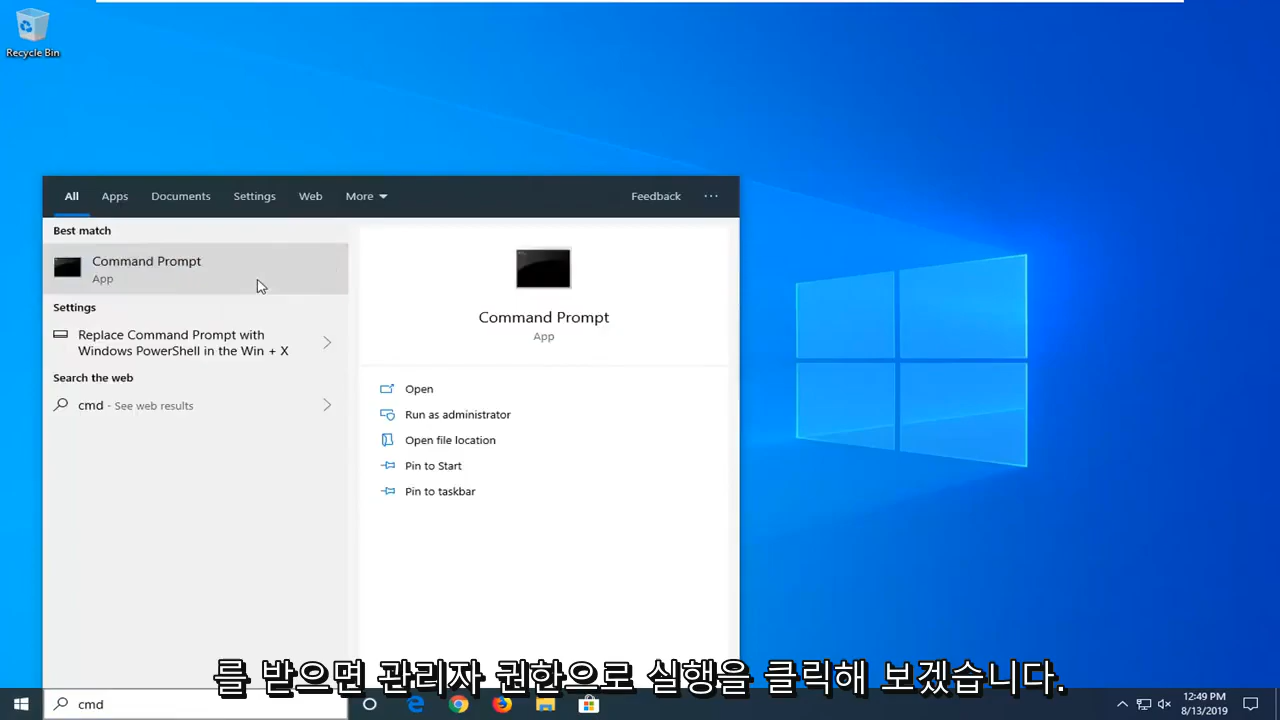 Recycle Bin
All Apps Documents Settings Web More Feedback ...
Best match
Command Prompt
App
Settings
Replace Command Prompt with
Windows PowerShell in the Win + X
Search the web
cmd - See web results
Command Prompt
App
Open
Run as administrator
Open file location
Pin to Start
Pin to taskbar
를 받으면 관리자 권한으로 실행을 클릭해 보겠습니다.
cmd
12:49 PM
8/13/2019